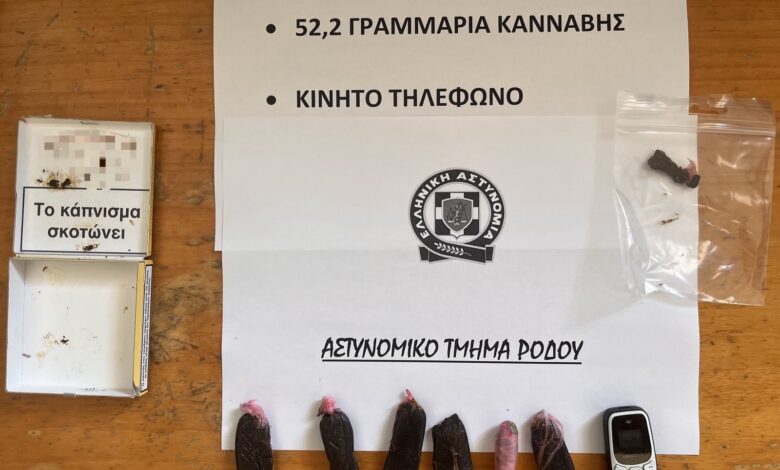 • 52,2 ΓΡΑΜΜΑΡΙΑ ΚΑΝΝΑΒΗΣ
• ΚΙΝΗΤΟ ΤΗΛΕΦΩΝΟ
Το κάπνισμα
σκοτώνει
ΕΛΛΗΝΙΚΗ ΑΣΤΥΝΟΜΙΑ
ΑΣΤΥΝΟΜΙΚΟ ΤΜΗΜΑ ΡΟΔΟΥ